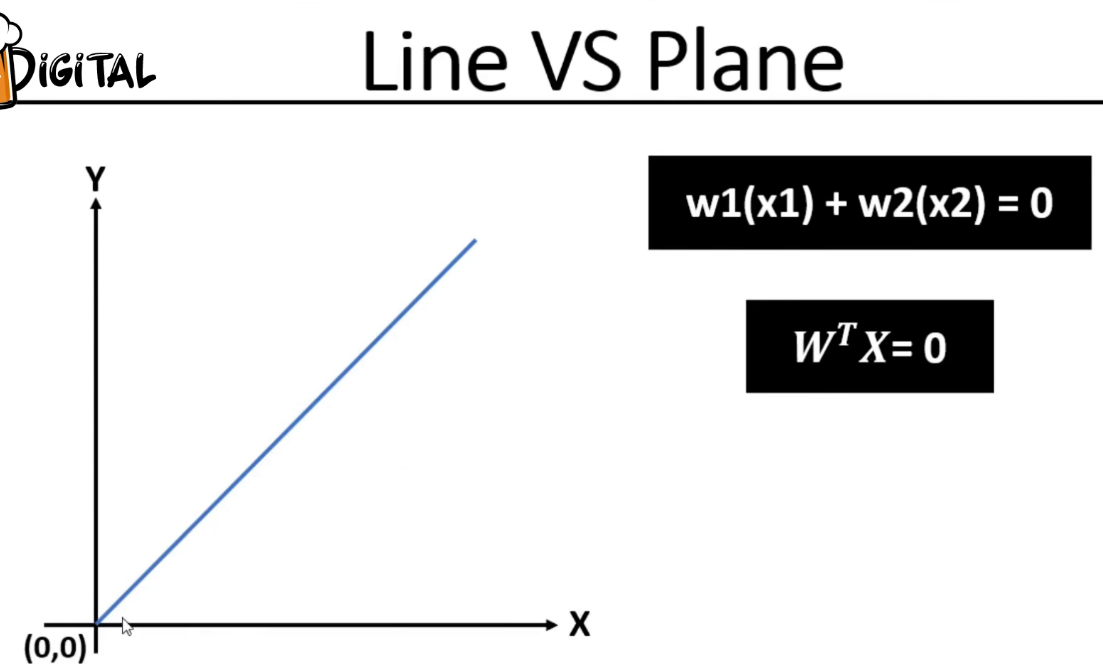 DiGiTAL
Line VS Plane
Y
w1(x1) + w2(x2) = 0
W^T X= 0
X
(0,0)